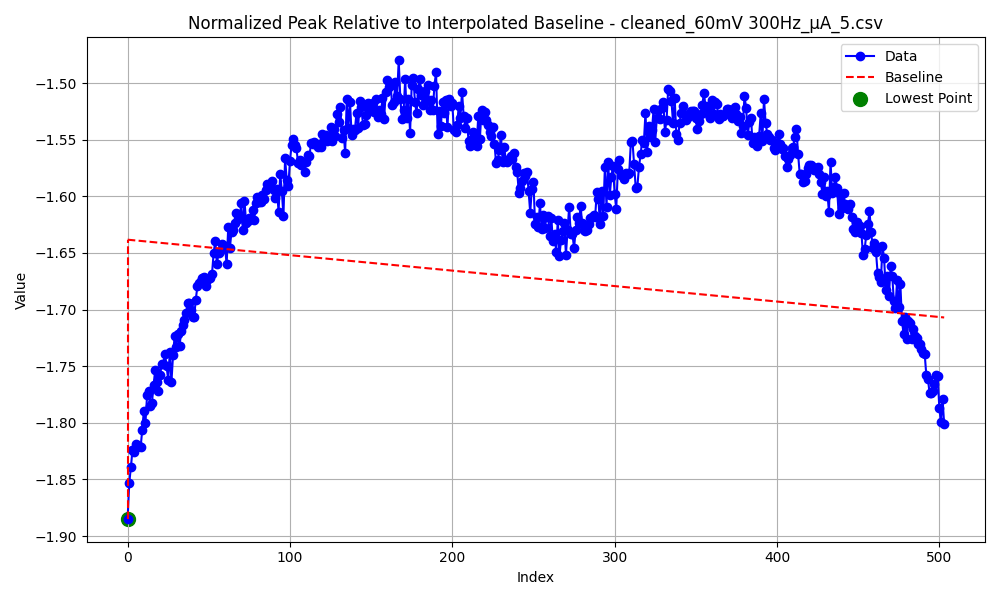 Normalized Peak Relative to Interpolated Baseline - cleaned_60mV 300Hz_μA_5.csv
Data
Baseline
Lowest Point
−1.50
−1.55
−1.60
−1.65
−1.70
−1.75
−1.80
−1.85
−1.90
Value
0
100
200
300
400
500
Index